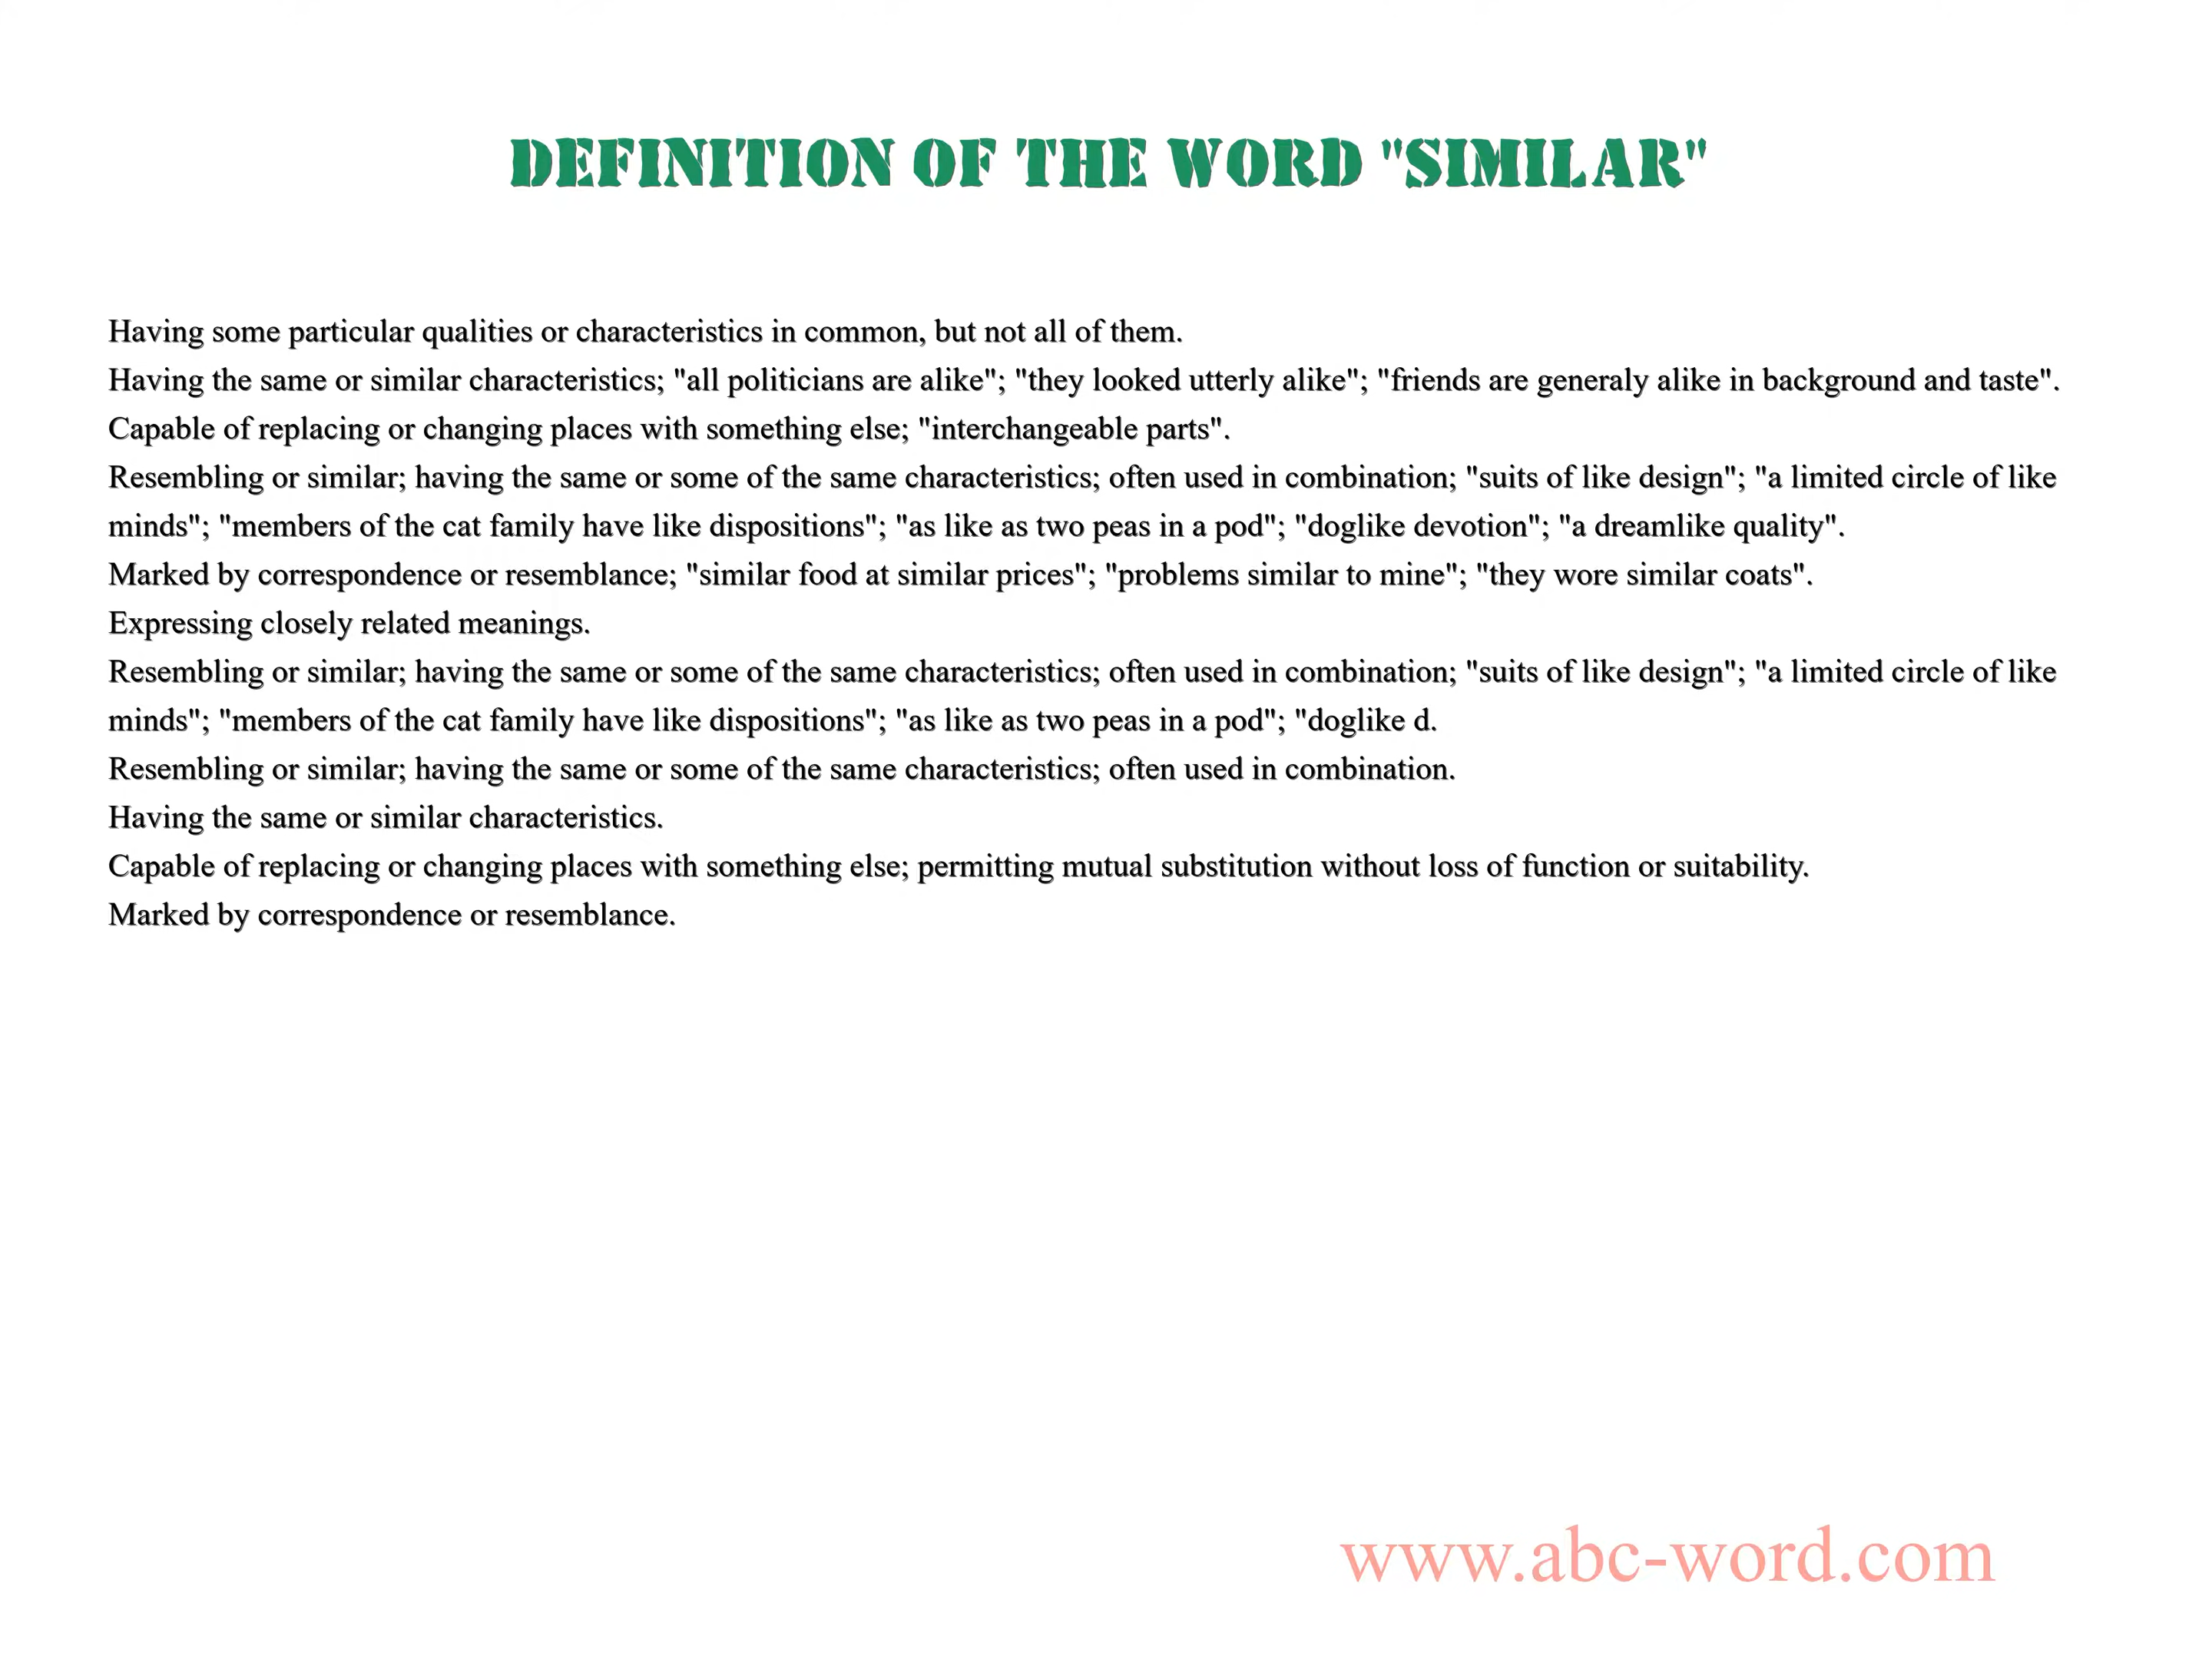 DEFINITION OF THE WORD "SIMILAR"
Having some particular qualities or characteristics in common, but not all of them.
Having the same or similar characteristics; "all politicians are alike"; "they looked utterly alike"; "friends are generaly alike in background and taste".
Capable of replacing or changing places with something else; "interchangeable parts".
Resembling or similar; having the same or some of the same characteristics; often used in combination; "suits of like design"; "a limited circle of like
minds"; "members of the cat family have like dispositions"; "as like as two peas in a pod"; "doglike devotion"; "a dreamlike quality".
Marked by correspondence or resemblance; "similar food at similar prices"; "problems similar to mine"; "they wore similar coats".
Expressing closely related meanings.
Resembling or similar; having the same or some of the same characteristics; often used in combination; "suits of like design"; "a limited circle of like
minds"; "members of the cat family have like dispositions"; "as like as two peas in a pod"; "doglike d.
Resembling or similar; having the same or some of the same characteristics; often used in combination.
Having the same or similar characteristics.
Capable of replacing or changing places with something else; permitting mutual substitution without loss of function or suitability.
Marked by correspondence or resemblance.
www.abc-word.com